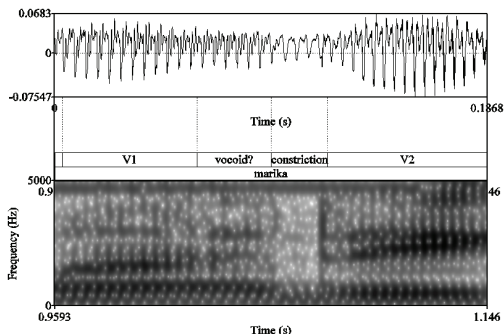 0.0683
0
-0.07547
0 0.1868
Time (s)
V1 vocoid? constriction V2
marika
5000
0.9 46
Frequency (Hz)
0
0.9593 1.146
Time (s)